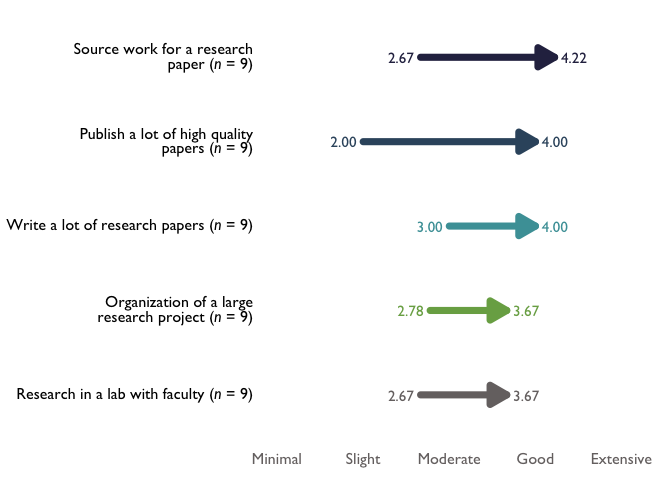 Source work for a research
paper (n = 9)
2.67
4.22
Publish a lot of high quality
papers (n = 9)
2.00
4.00
Write a lot of research papers (n = 9)
3.00
4.00
Organization of a large
research project (n = 9)
2.78
3.67
Research in a lab with faculty (n = 9)
2.67
3.67
Minimal Slight Moderate Good Extensive